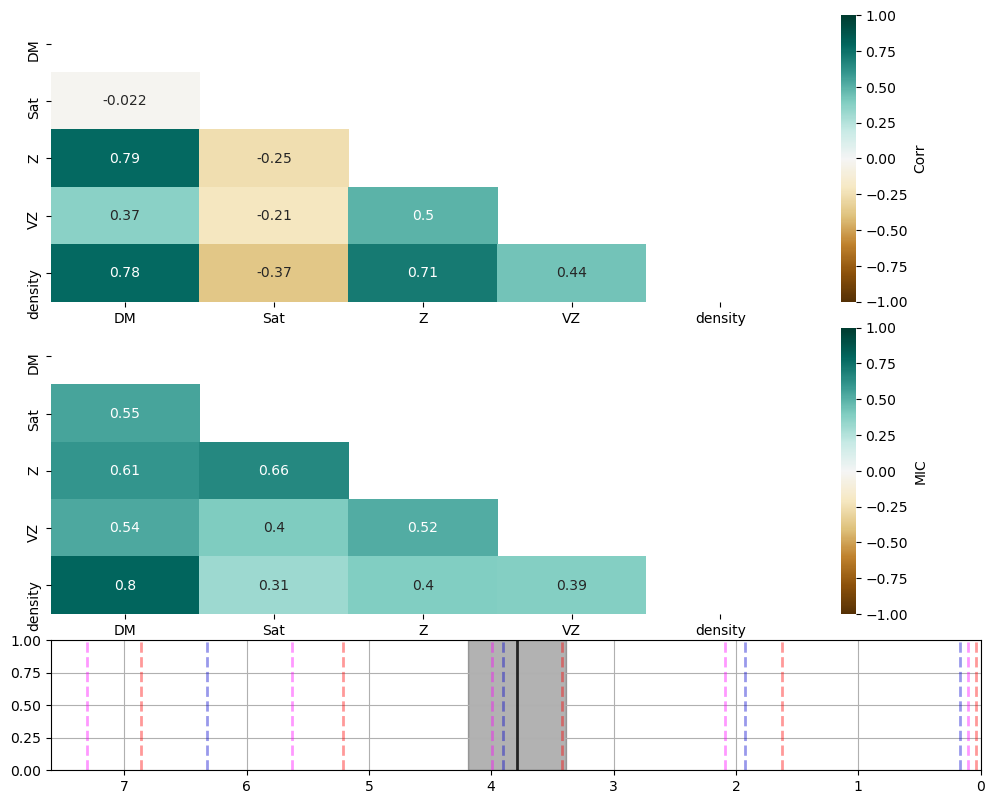 DM
Sat
Z
VZ
density
-0.022
0.79 -0.25
0.37 -0.21 0.5
0.78 -0.37 0.71 0.44
DM Sat Z VZ density
1.00
0.75
0.50
0.25
0.00
−0.25
−0.50
−0.75
−1.00
Corr
DM
Sat
Z
VZ
density
0.55
0.61 0.66
0.54 0.4 0.52
0.8 0.31 0.4 0.39
DM Sat Z VZ density
1.00
0.75
0.50
0.25
0.00
−0.25
−0.50
−0.75
−1.00
MIC
1.00
0.75
0.50
0.25
0.00
7 6 5 4 3 2 1 0